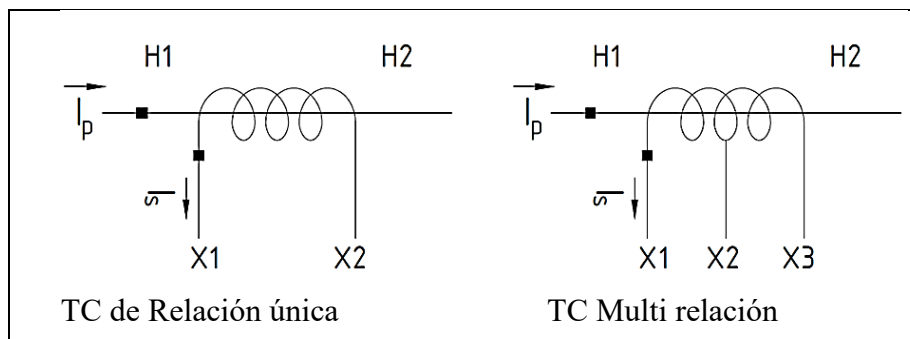 H1 H2
Ip
Is
X1 X2
TC de Relación única
H1 H2
Ip
Is
X1 X2 X3
TC Multi relación